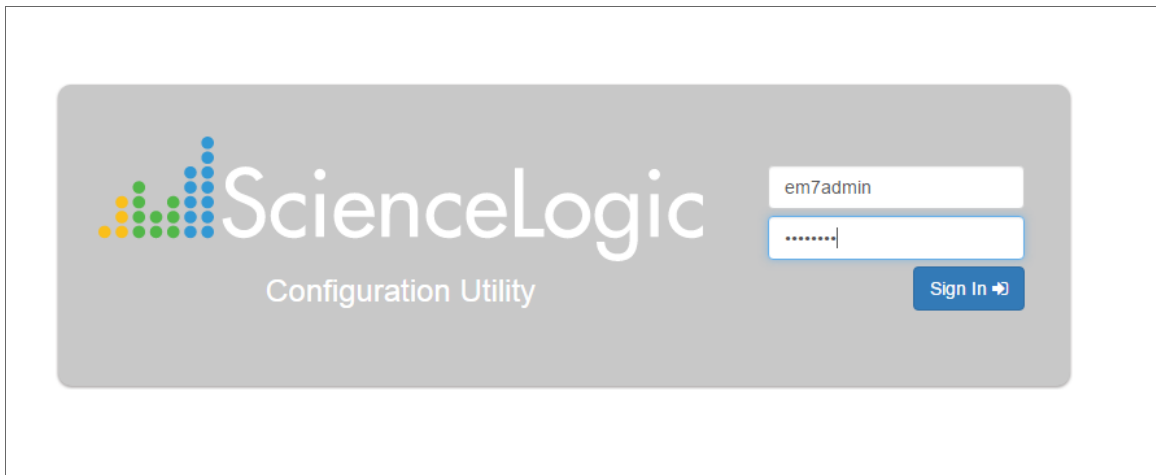 ScienceLogic
Configuration Utility
em7admin
••••••••
Sign In